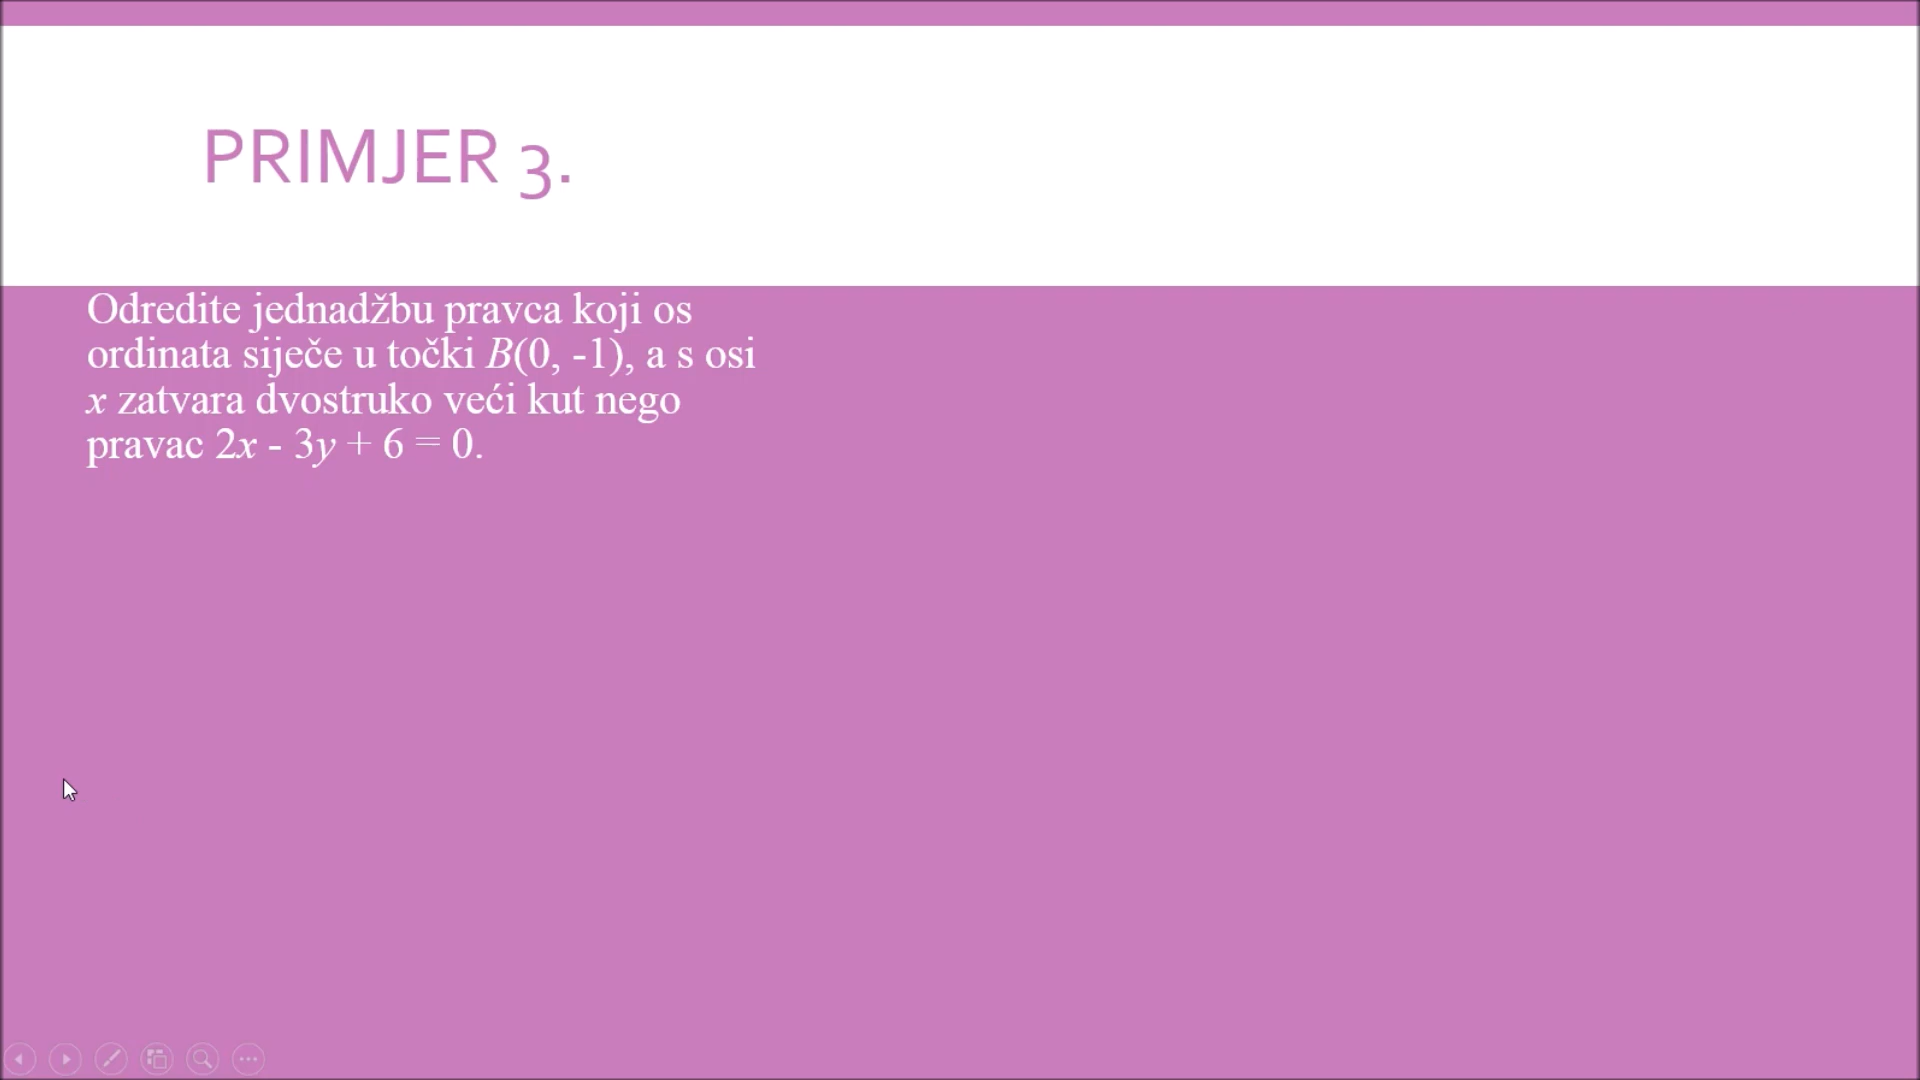 PRIMJER 3.
Odredite jednadžbu pravca koji os
ordinata siječe u točki B(0, -1), a s osi
x zatvara dvostruko veći kut nego
pravac 2x - 3y + 6 = 0.